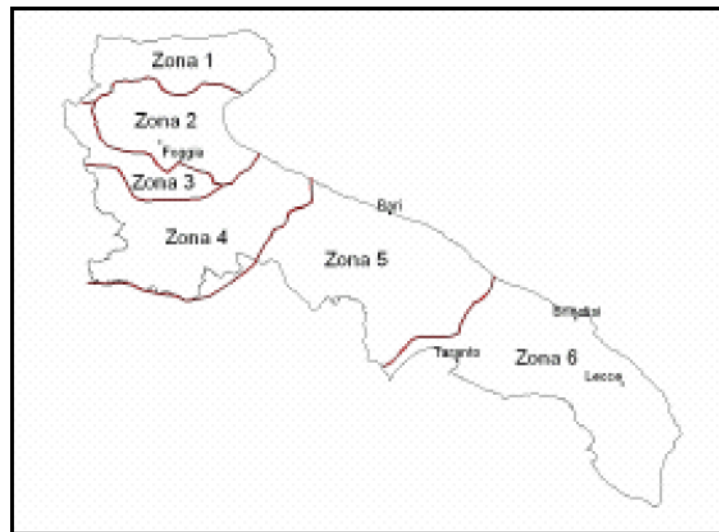 Zona 1
Zona 2
Foggia
Zona 3
Bari
Zona 4
Zona 5
Brindisi
Taranto
Zona 6
Lecce